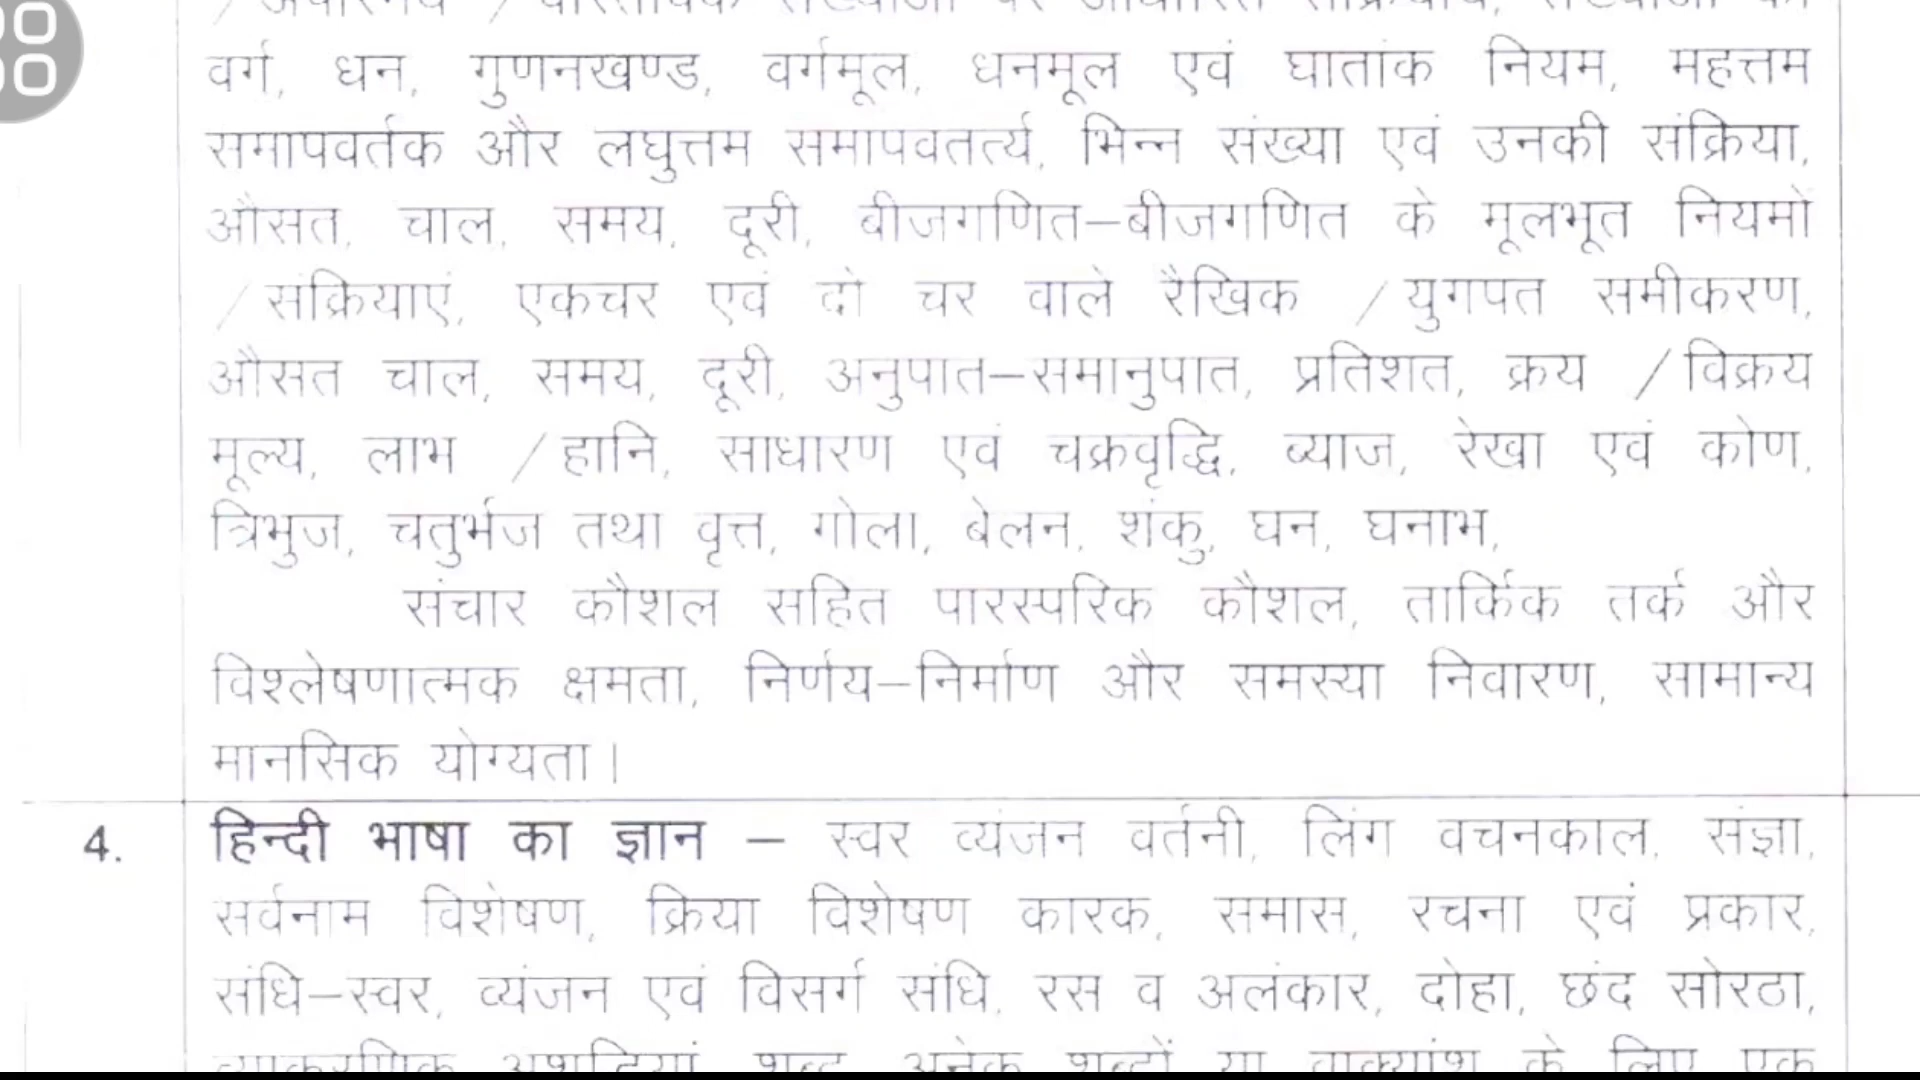 वर्ग, धन, गुणनखण्ड, वर्गमूल, धनमूल एवं घातांक नियम, महत्तम
समापवर्तक और लघुत्तम समापवतर्त्य, भिन्न संख्या एवं उनकी संक्रिया,
औसत, चाल, समय, दूरी, बीजगणित–बीजगणित के मूलभूत नियमों
/संक्रियाएं, एकचर एवं दो चर वाले रैखिक /युगपत समीकरण,
औसत चाल, समय, दूरी, अनुपात–समानुपात, प्रतिशत, क्रय /विक्रय
मूल्य, लाभ /हानि, साधारण एवं चक्रवृद्धि, ब्याज, रेखा एवं कोण,
त्रिभुज, चतुर्भज तथा वृत्त, गोला, बेलन, शंकु, घन, घनाभ,
संचार कौशल सहित पारस्परिक कौशल, तार्किक तर्क और
विश्लेषणात्मक क्षमता, निर्णय–निर्माण और समस्या निवारण, सामान्य
मानसिक योग्यता।
4. हिन्दी भाषा का ज्ञान – स्वर व्यंजन वर्तनी, लिंग वचनकाल, संज्ञा,
सर्वनाम विशेषण, क्रिया विशेषण कारक, समास, रचना एवं प्रकार,
संधि–स्वर, व्यंजन एवं विसर्ग संधि, रस व अलंकार, दोहा, छंद सोरठा,